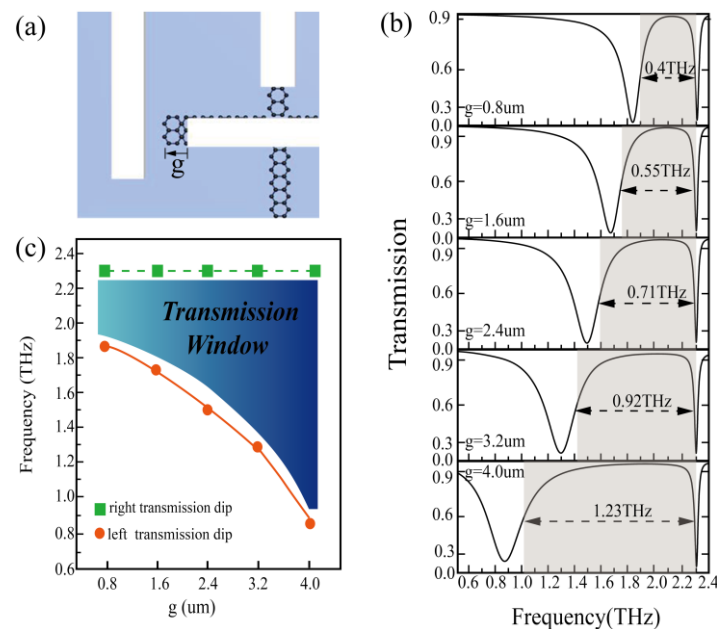 (a)
g
(b)
Transmission
0.9
0.6
0.3
0.0
g=0.8um
0.4THz
0.9
0.6
0.3
0.0
g=1.6um
0.55THz
0.9
0.6
0.3
0.0
g=2.4um
0.71THz
0.9
0.6
0.3
0.0
g=3.2um
0.92THz
0.9
0.6
0.3
0.0
g=4.0um
1.23THz
0.6 0.8 1.0 1.2 1.4 1.6 1.8 2.0 2.2 2.4
Frequency(THz)
(c)
Frequency (THz)
2.4
2.2
2.0
1.8
1.6
1.4
1.2
1.0
0.8
0.6
Transmission
Window
right transmission dip
left transmission dip
0.8 1.6 2.4 3.2 4.0
g (um)